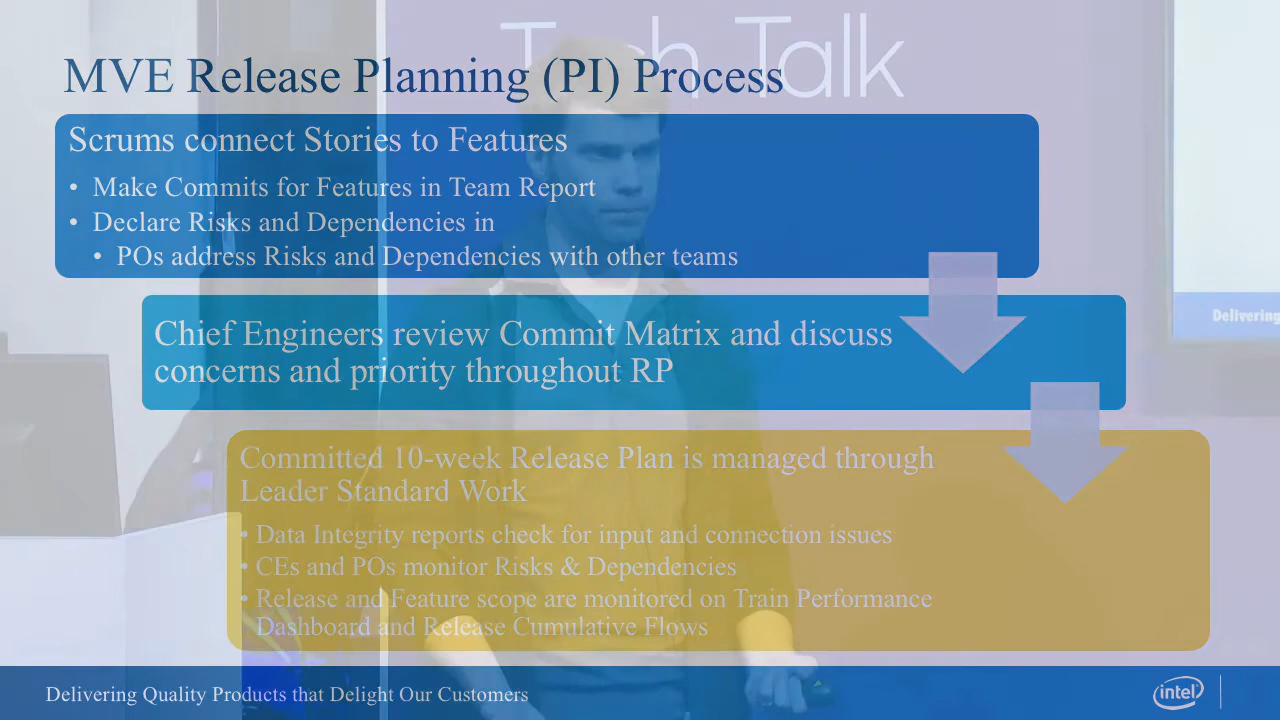 Tech Talk
MVE Release Planning (PI) Process
Scrums connect Stories to Features
• Make Commits for Features in Team Report
• Declare Risks and Dependencies in
• POs address Risks and Dependencies with other teams
Delivering
Chief Engineers review Commit Matrix and discuss
concerns and priority throughout RP
Committed 10-week Release Plan is managed through
Leader Standard Work
• Data Integrity reports check for input and connection issues
• CEs and POs monitor Risks & Dependencies
• Release and Feature scope are monitored on Train Performance
Dashboard and Release Cumulative Flows
Delivering Quality Products that Delight Our Customers
intel